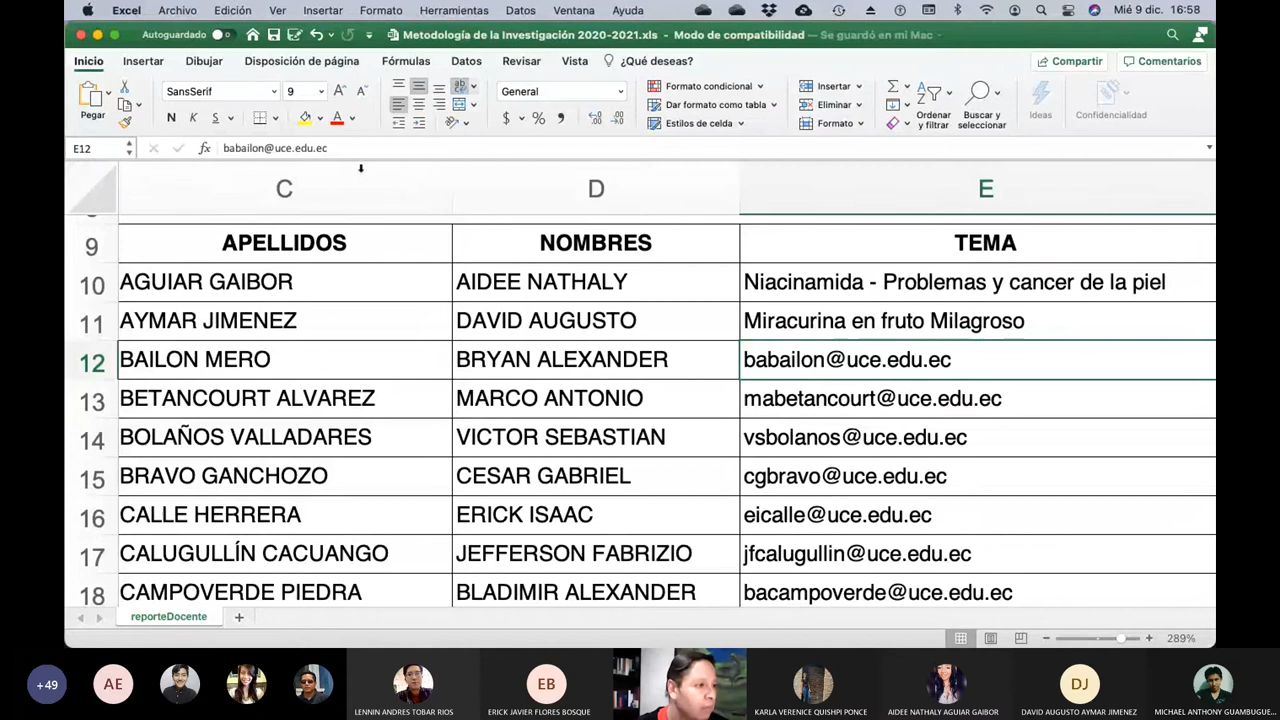 Excel Archivo Edición Ver Insertar Formato Herramientas Datos Ventana Ayuda Mié 9 dic. 16:58
Autoguardado Metodología de la Investigación 2020-2021.xls - Modo de compatibilidad — Se guardó en mi Mac
Inicio Insertar Dibujar Disposición de página Fórmulas Datos Revisar Vista ¿Qué deseas? Compartir Comentarios
Pegar SansSerif 9 General Formato condicional Dar formato como tabla Estilos de celda Insertar Eliminar Formato Ordenar y filtrar Buscar y seleccionar Ideas Confidencialidad
N K S
E12 fx babailon@uce.edu.ec
C D E
9 APELLIDOS NOMBRES TEMA
10 AGUIAR GAIBOR AIDEE NATHALY Niacinamida - Problemas y cancer de la piel
11 AYMAR JIMENEZ DAVID AUGUSTO Miracurina en fruto Milagroso
12 BAILON MERO BRYAN ALEXANDER babailon@uce.edu.ec
13 BETANCOURT ALVAREZ MARCO ANTONIO mabetancourt@uce.edu.ec
14 BOLAÑOS VALLADARES VICTOR SEBASTIAN vsbolanos@uce.edu.ec
15 BRAVO GANCHOZO CESAR GABRIEL cgbravo@uce.edu.ec
16 CALLE HERRERA ERICK ISAAC eicalle@uce.edu.ec
17 CALUGULLÍN CACUANGO JEFFERSON FABRIZIO jfcalugullin@uce.edu.ec
18 CAMPOVERDE PIEDRA BLADIMIR ALEXANDER bacampoverde@uce.edu.ec
reporteDocente
289%
+49 AE EB DJ
LENNIN ANDRES TOBAR RIOS ERICK JAVIER FLORES BOSQUE KARLA VERENICE QUISHPI PONCE AIDEE NATHALY AGUIAR GAIBOR DAVID AUGUSTO AYMAR JIMENEZ MICHAEL ANTHONY GUAMBUGUE...